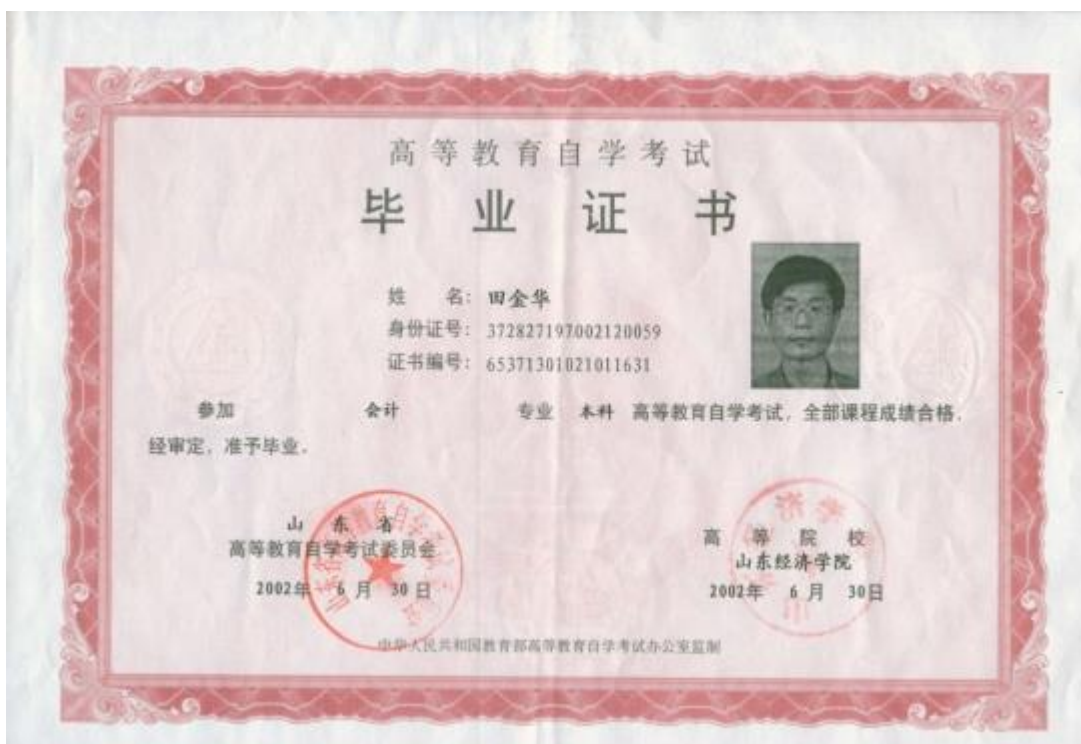 高等教育自学考试
毕业证书
姓 名：田金华
身份证号：372827197002120059
证书编号：65371301021011631
参加 会计 专业 本科 高等教育自学考试，全部课程成绩合格，
经审定，准予毕业。
山东省
高等教育自学考试委员会
2002年 6月 30日
高等院校
山东经济学院
2002年 6月 30日
中华人民共和国教育部高等教育自学考试办公室监制